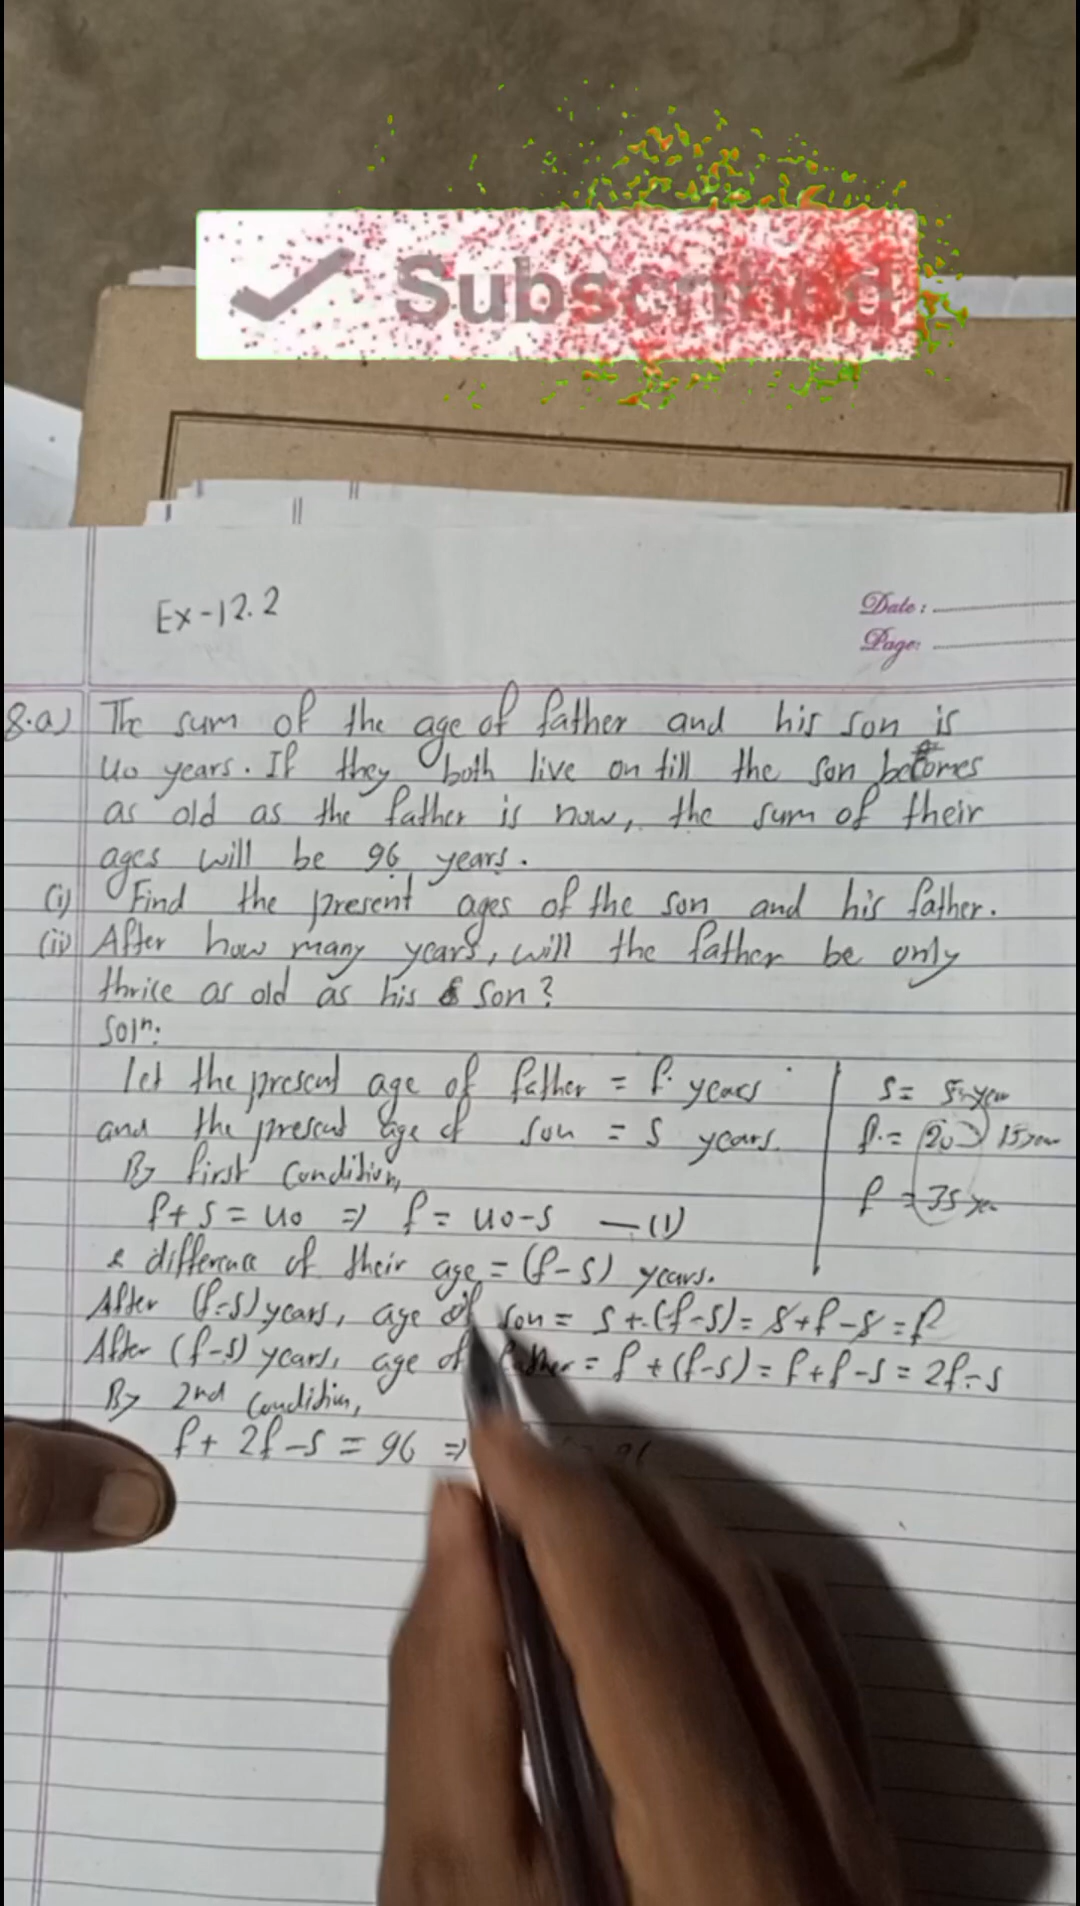 Subscribed
Ex-12.2
Date:
Page:
8.a) The sum of the age of father and his son is
40 years. If they both live on till the son becomes
as old as the father is now, the sum of their
ages will be 96 years.
(i) Find the present ages of the son and his father.
(ii) After how many years, will the father be only
thrice as old as his son?
Soln:
Let the present age of father = f. years
and the present age of son = s years.
By first condition,
f+s = 40 ⇒ f = 40-s —(1)
& difference of their age = (f-s) years.
After (f-s) years, age of son = s+(f-s) = s+f-s = f
After (f-s) years, age of father = f+(f-s) = f+f-s = 2f-s
By 2nd condition,
f+2f-s = 96 ⇒
s =
f = 20 15
f = 35